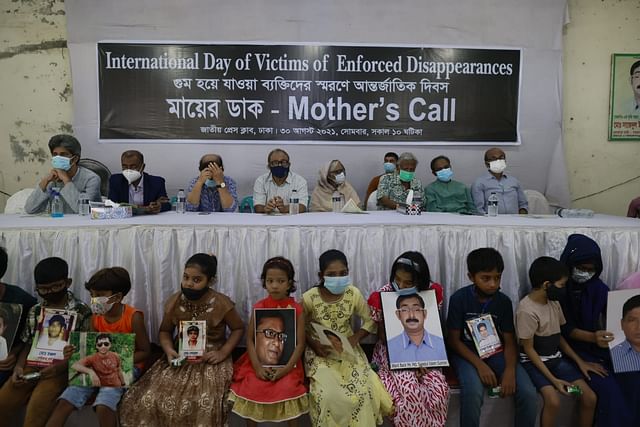 International Day of Victims of Enforced Disappearances
গুম হয়ে যাওয়া ব্যক্তিদের স্মরণে আন্তর্জাতিক দিবস
মায়ের ডাক - Mother's Call
জাতীয় প্রেস ক্লাব, ঢাকা। ৩০ আগস্ট ২০২১, সোমবার, সকাল ১০ ঘটিকা